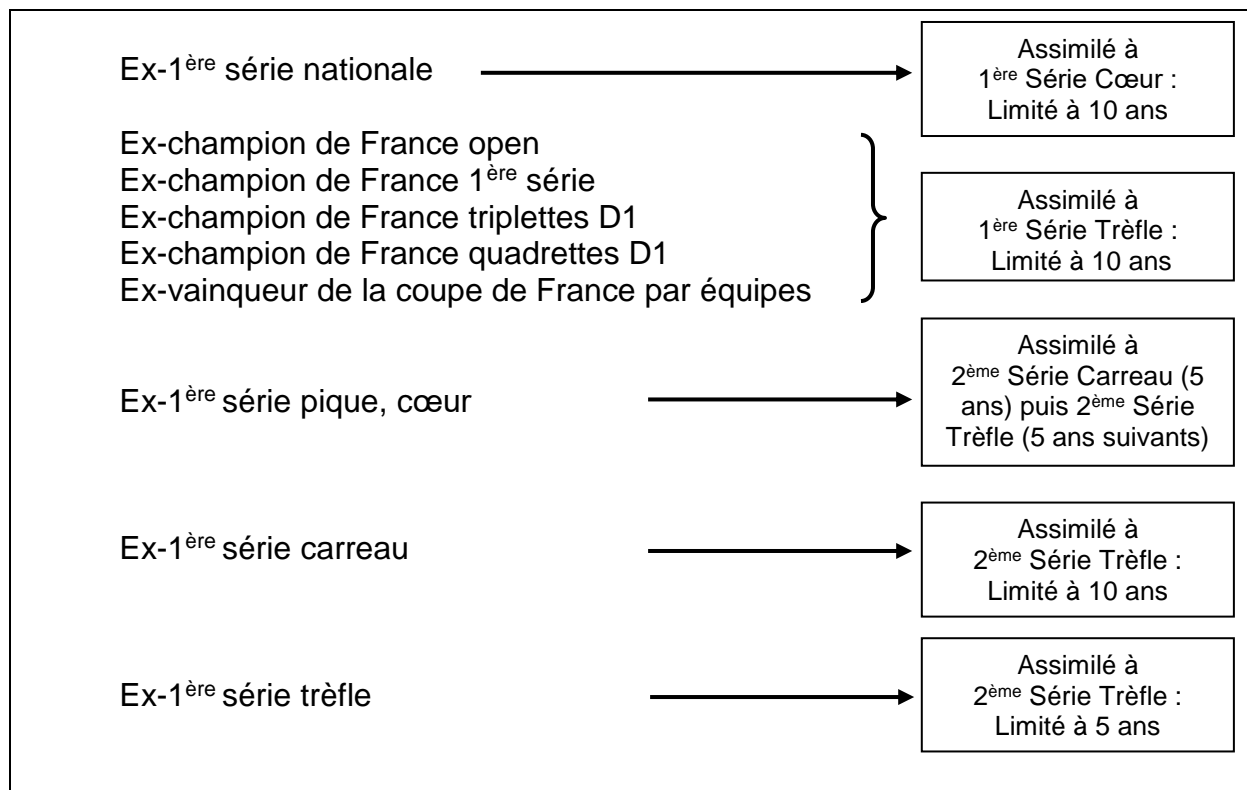 Ex-1ère série nationale
Assimilé à
1ère Série Cœur :
Limité à 10 ans
Ex-champion de France open
Ex-champion de France 1ère série
Ex-champion de France triplettes D1
Ex-champion de France quadrettes D1
Ex-vainqueur de la coupe de France par équipes
Assimilé à
1ère Série Trèfle :
Limité à 10 ans
Ex-1ère série pique, cœur
Assimilé à
2ème Série Carreau (5
ans) puis 2ème Série
Trèfle (5 ans suivants)
Ex-1ère série carreau
Assimilé à
2ème Série Trèfle :
Limité à 10 ans
Ex-1ère série trèfle
Assimilé à
2ème Série Trèfle :
Limité à 5 ans